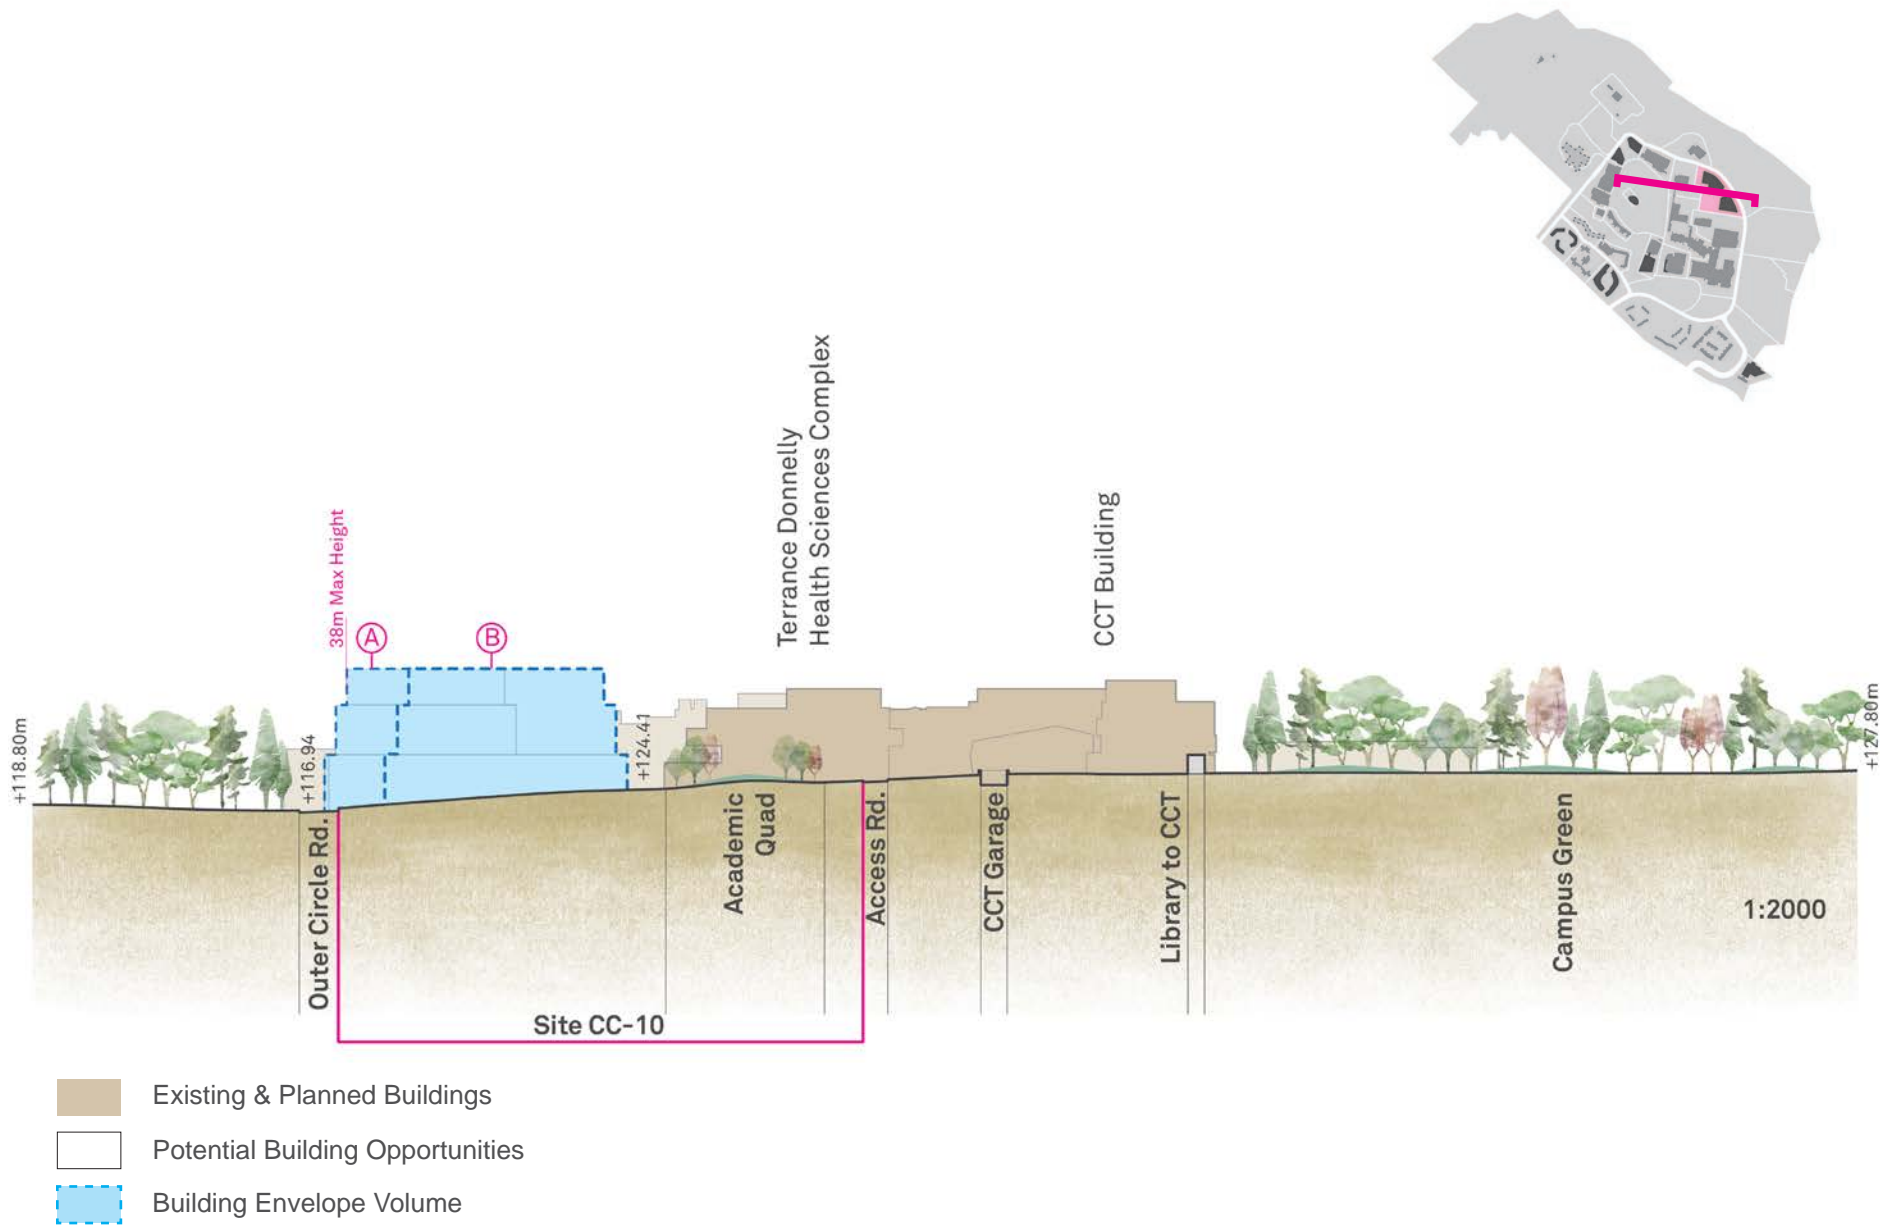 Terrance Donnelly
Health Sciences Complex
CCT Building
38m Max Height
A
B
+118.80m
+116.94
+124.41
+127.80m
Outer Circle Rd.
Academic
Quad
Access Rd.
CCT Garage
Library to CCT
Campus Green
1:2000
Site CC-10
Existing & Planned Buildings
Potential Building Opportunities
Building Envelope Volume